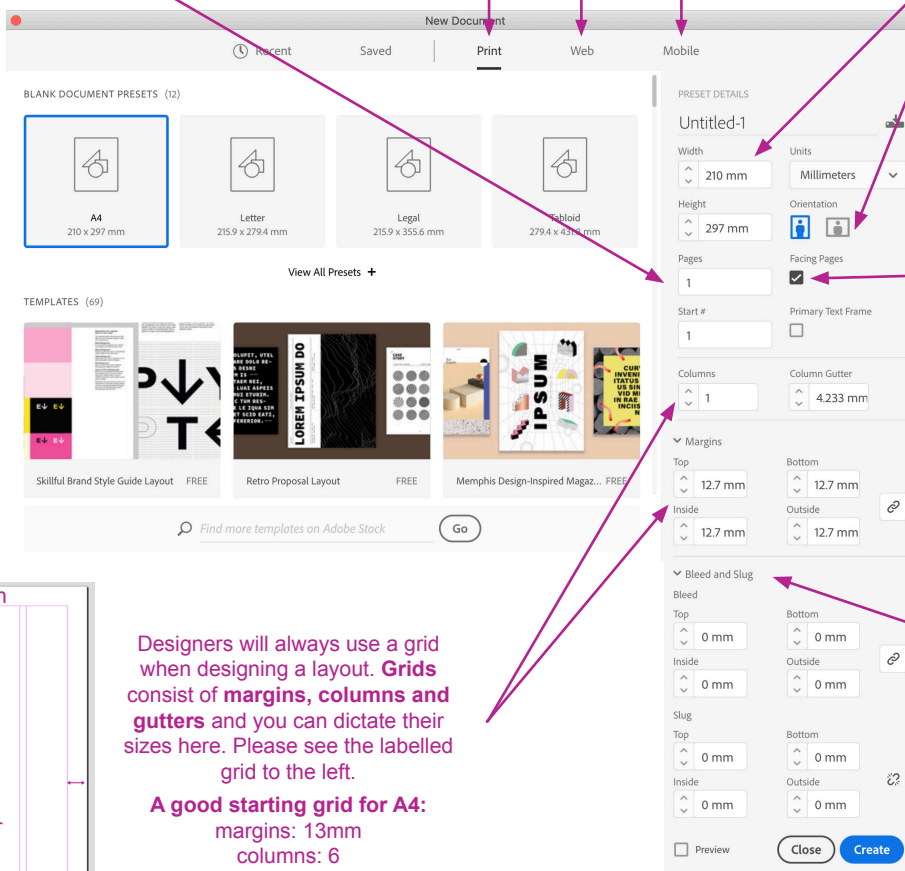 New Document
Recent Saved Print Web Mobile
BLANK DOCUMENT PRESETS (12)
A4
210 x 297 mm
Letter
215.9 x 279.4 mm
Legal
215.9 x 355.6 mm
Tabloid
279.4 x 431.8 mm
View All Presets +
TEMPLATES (69)
LOREM IPSUM DO
CASE
STUDY
IPSUM
Skillful Brand Style Guide Layout FREE
Retro Proposal Layout FREE
Memphis Design-Inspired Magaz... FREE
Find more templates on Adobe Stock
Go
PRESET DETAILS
Untitled-1
Width
210 mm
Units
Millimeters
Height
297 mm
Orientation
Pages
1
Facing Pages
Start #
1
Primary Text Frame
Columns
1
Column Gutter
4.233 mm
Margins
Top
12.7 mm
Bottom
12.7 mm
Inside
12.7 mm
Outside
12.7 mm
Bleed and Slug
Bleed
Top
0 mm
Bottom
0 mm
Inside
0 mm
Outside
0 mm
Slug
Top
0 mm
Bottom
0 mm
Inside
0 mm
Outside
0 mm
Preview
Close
Create
Designers will always use a grid
when designing a layout. Grids
consist of margins, columns and
gutters and you can dictate their
sizes here. Please see the labelled
grid to the left.
A good starting grid for A4:
margins: 13mm
columns: 6